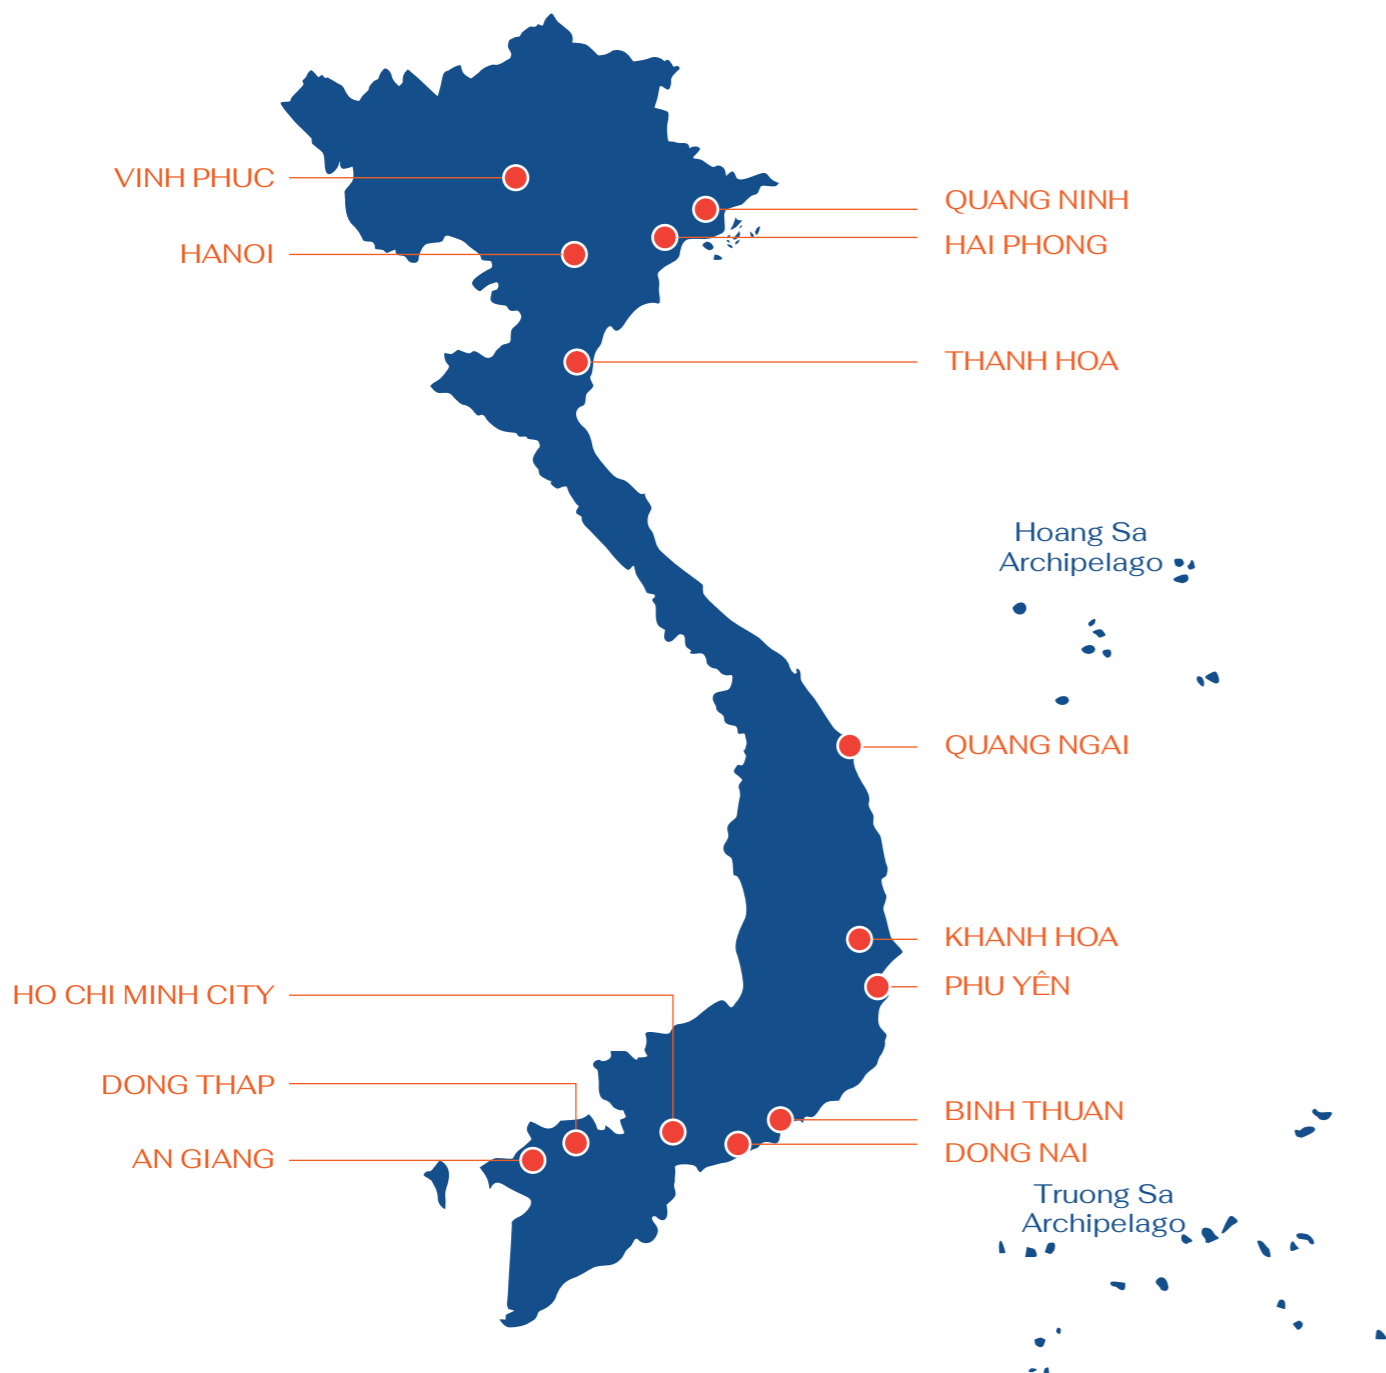 VINH PHUC
QUANG NINH
HANOI
HAI PHONG
THANH HOA
Hoang Sa
Archipelago
QUANG NGAI
KHANH HOA
PHU YÊN
HO CHI MINH CITY
DONG THAP
BINH THUAN
DONG NAI
AN GIANG
Truong Sa
Archipelago